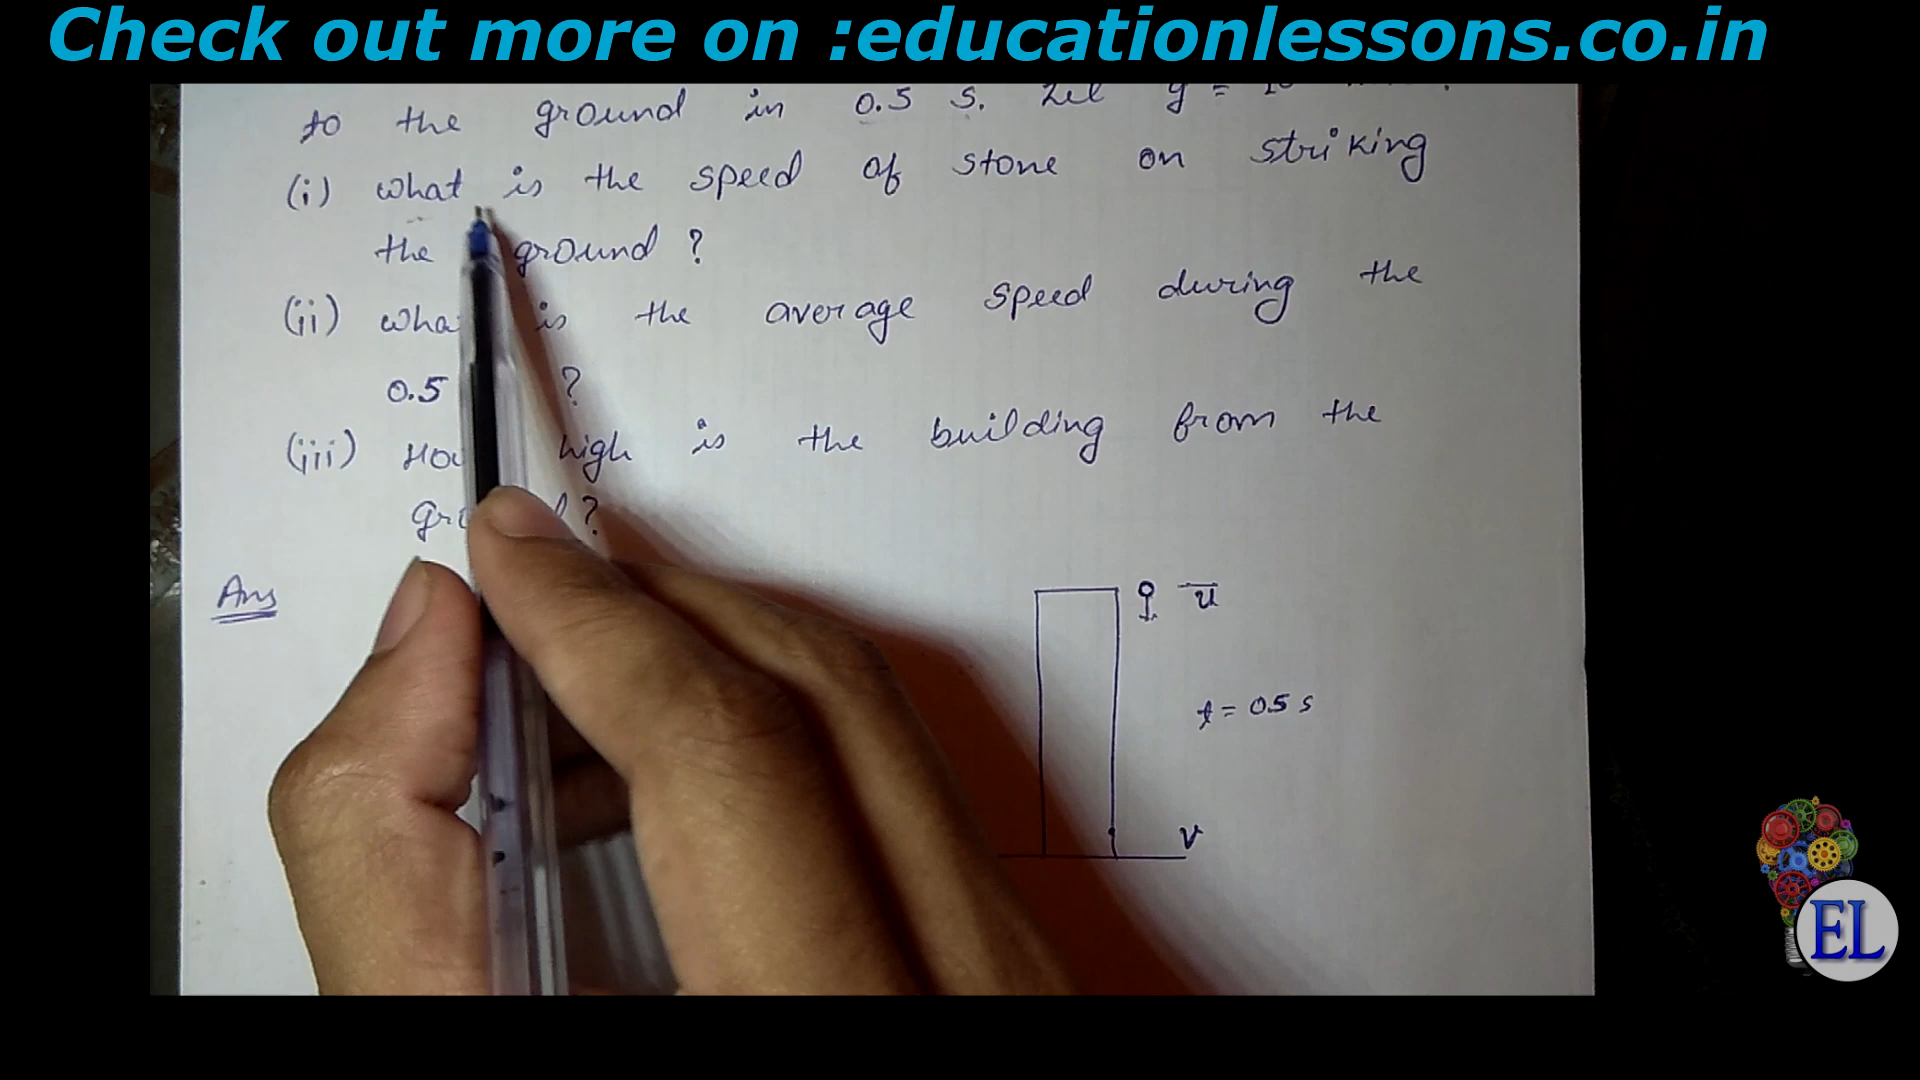 Check out more on :educationlessons.co.in
to the ground in 0.5 s. Let g = 10
(i) what is the speed of stone on striking
the ground ?
(ii) is the average speed during the
0.5 ?
(iii) high is the building from the
?
Ans
u
t = 0.5 s
v
EL